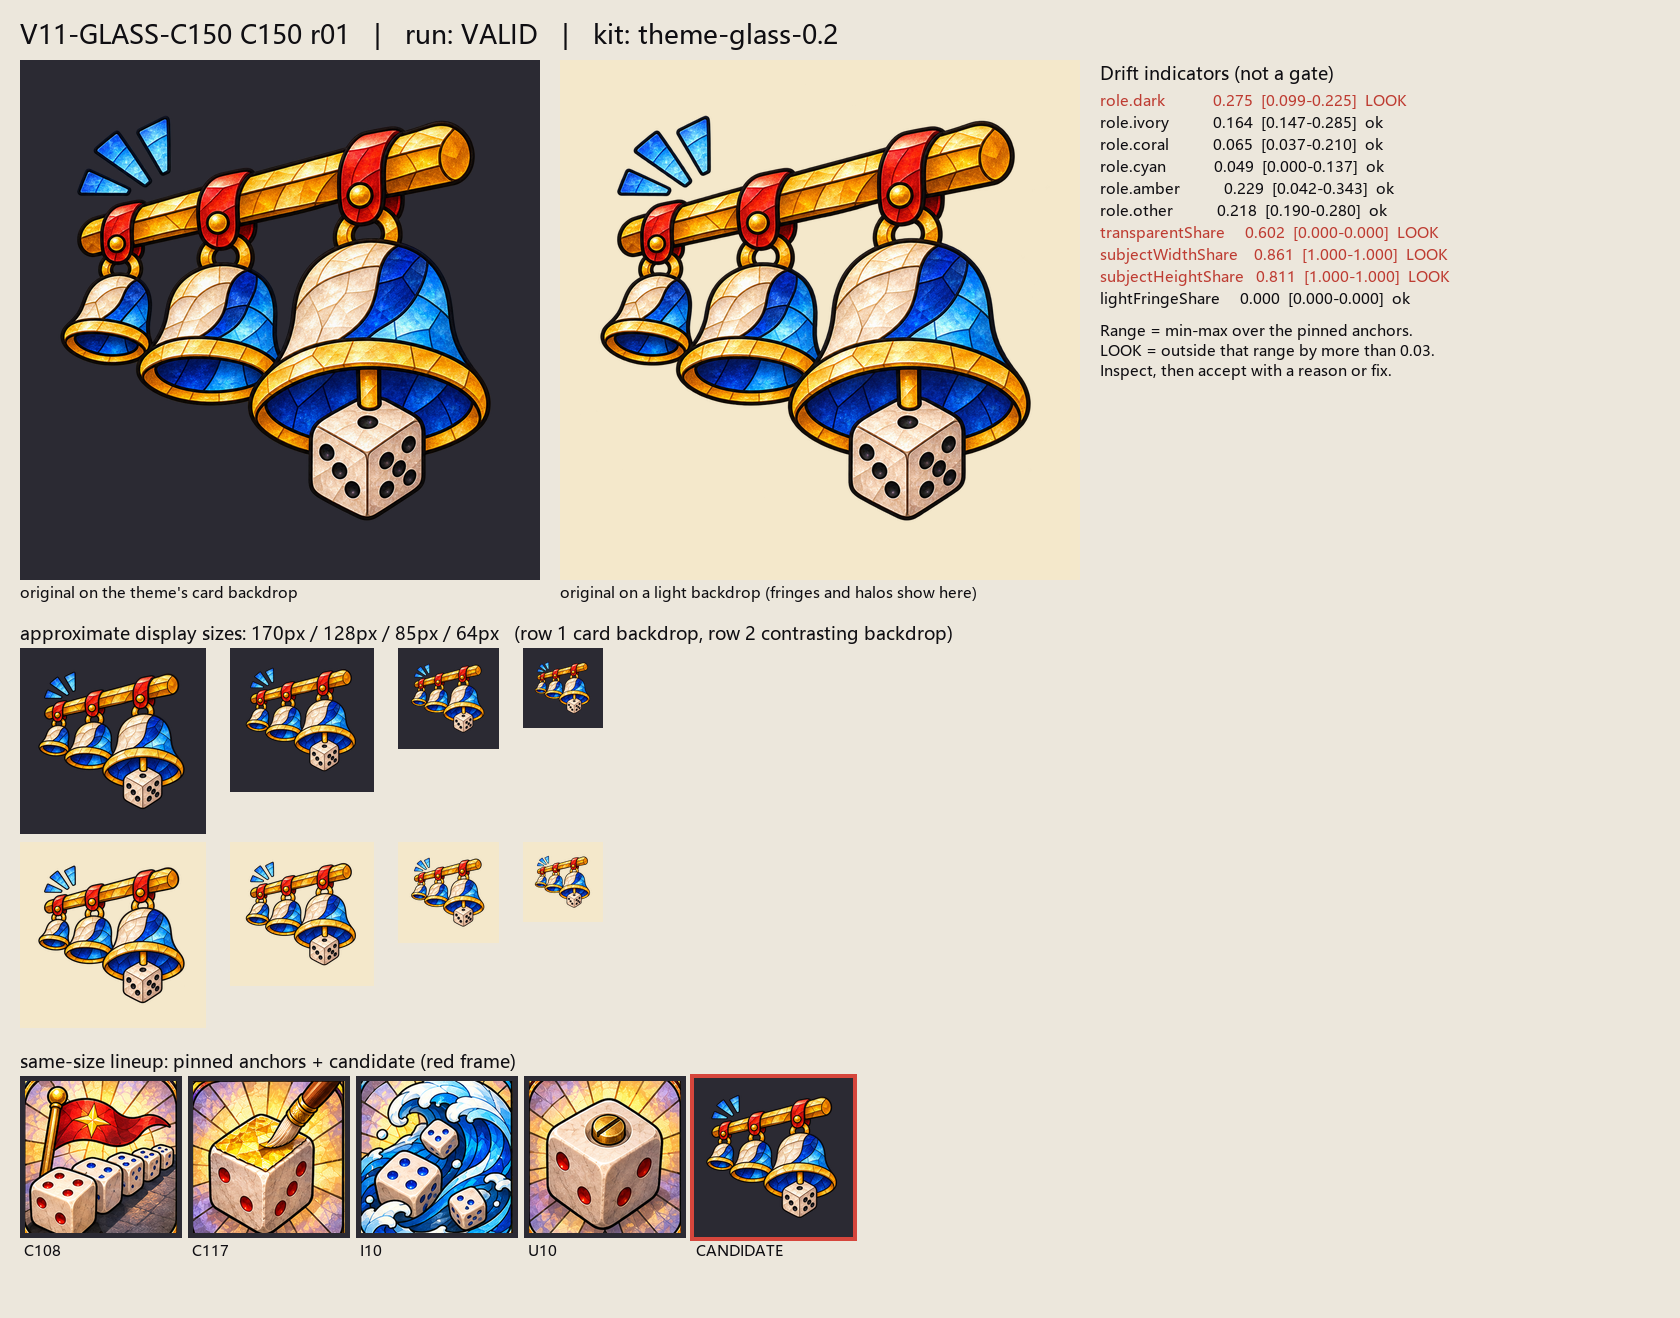 V11-GLASS-C150 C150 r01   |   run: VALID   |   kit: theme-glass-0.2
Drift indicators (not a gate)
role.dark 0.275 [0.099-0.225] LOOK
role.ivory 0.164 [0.147-0.285] ok
role.coral 0.065 [0.037-0.210] ok
role.cyan 0.049 [0.000-0.137] ok
role.amber 0.229 [0.042-0.343] ok
role.other 0.218 [0.190-0.280] ok
transparentShare 0.602 [0.000-0.000] LOOK
subjectWidthShare 0.861 [1.000-1.000] LOOK
subjectHeightShare 0.811 [1.000-1.000] LOOK
lightFringeShare 0.000 [0.000-0.000] ok
Range = min-max over the pinned anchors.
LOOK = outside that range by more than 0.03.
Inspect, then accept with a reason or fix.
original on the theme's card backdrop
original on a light backdrop (fringes and halos show here)
approximate display sizes: 170px / 128px / 85px / 64px   (row 1 card backdrop, row 2 contrasting backdrop)
same-size lineup: pinned anchors + candidate (red frame)
C108
C117
I10
U10
CANDIDATE